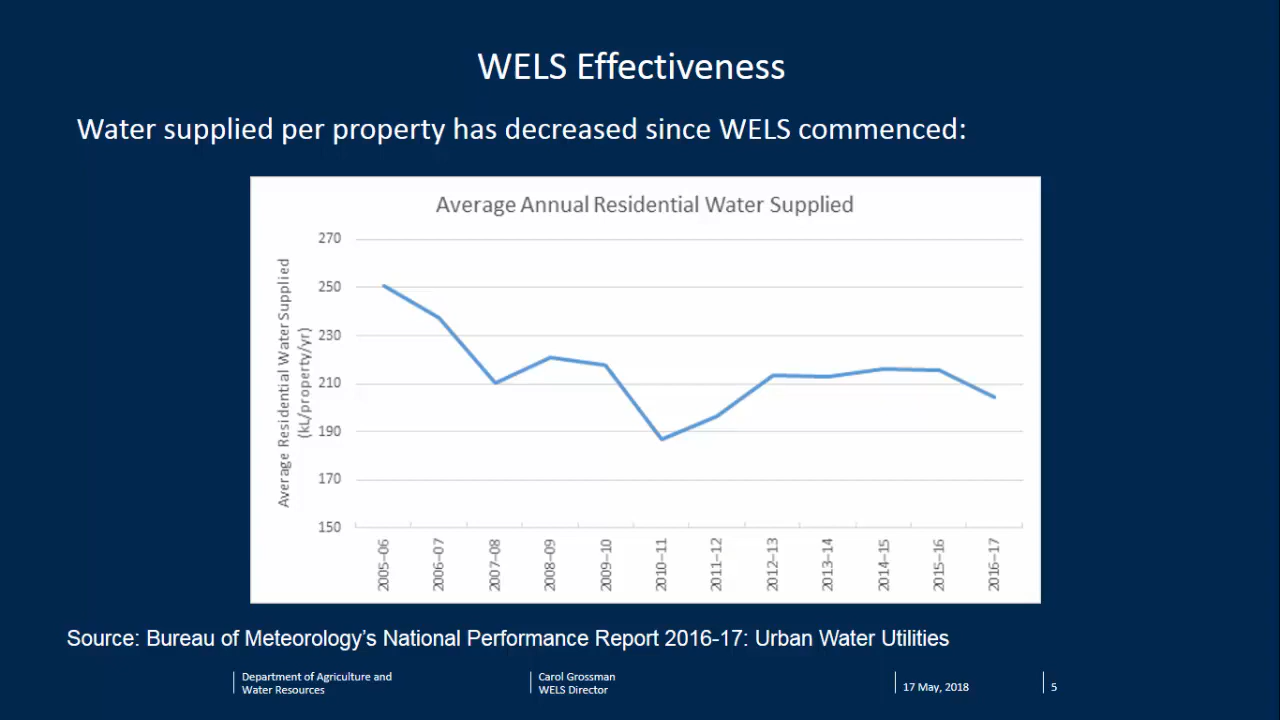 WELS Effectiveness
Water supplied per property has decreased since WELS commenced:
Average Annual Residential Water Supplied
Average Residential Water Supplied
(kL/property/yr)
270
250
230
210
190
170
150
2005–06
2006–07
2007–08
2008–09
2009–10
2010–11
2011–12
2012–13
2013–14
2014–15
2015–16
2016–17
Source: Bureau of Meteorology’s National Performance Report 2016-17: Urban Water Utilities
Department of Agriculture and
Water Resources
Carol Grossman
WELS Director
17 May, 2018
5